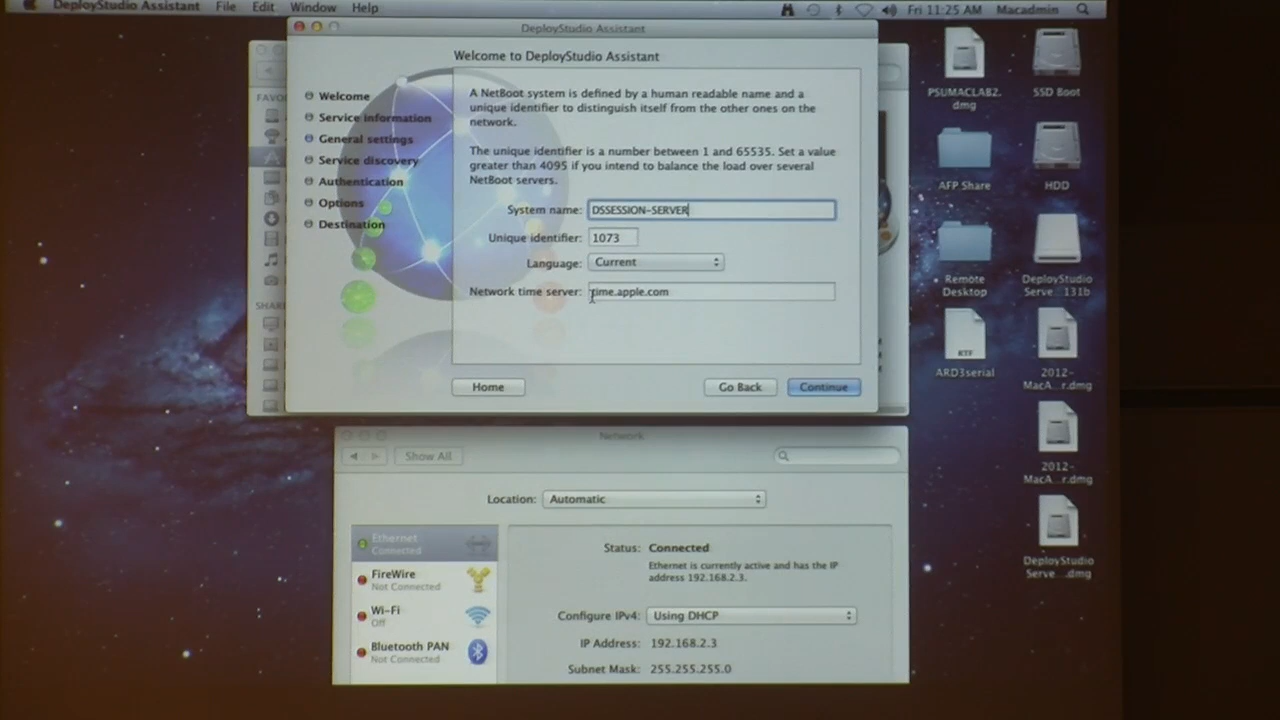 DeployStudio Assistant File Edit Window Help
Fri 11:25 AM Macadmin
DeployStudio Assistant
Welcome to DeployStudio Assistant
Welcome
Service information
General settings
Service discovery
Authentication
Options
Destination
A NetBoot system is defined by a human readable name and a
unique identifier to distinguish itself from the other ones on the
network.
The unique identifier is a number between 1 and 65535. Set a value
greater than 4095 if you intend to balance the load over several
NetBoot servers.
System name: DSSESSION-SERVER
Unique identifier: 1073
Language: Current
Network time server: time.apple.com
Home
Go Back
Continue
FAVO
SHARE
PSUMACLAB2.
dmg
SSD Boot
AFP Share
HDD
Remote
Desktop
DeployStudio
Serve...131b
RTF
ARD3serial
2012-
MacA...r.dmg
2012-
MacA...r.dmg
DeployStudio
Serve....dmg
Network
Show All
Location: Automatic
Ethernet
Connected
FireWire
Not Connected
Wi-Fi
Off
Bluetooth PAN
Not Connected
Status: Connected
Ethernet is currently active and has the IP
address 192.168.2.3.
Configure IPv4: Using DHCP
IP Address: 192.168.2.3
Subnet Mask: 255.255.255.0